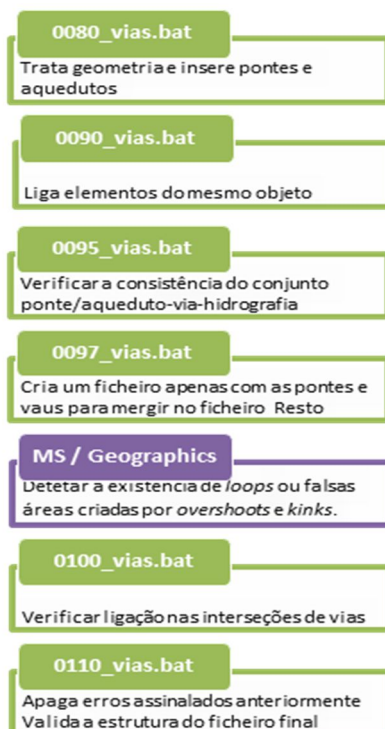 0080_vias.bat
Trata geometria e insere pontes e
aquedutos
0090_vias.bat
Liga elementos do mesmo objeto
0095_vias.bat
Verificar a consistência do conjunto
ponte/aqueduto-via-hidrografia
0097_vias.bat
Cria um ficheiro apenas com as pontes e
vaus para mergir no ficheiro Resto
MS / Geographics
Detetar a existência de loops ou falsas
áreas criadas por overshoots e kinks.
0100_vias.bat
Verificar ligação nas interseções de vias
0110_vias.bat
Apaga erros assinalados anteriormente
Valida a estrutura do ficheiro final